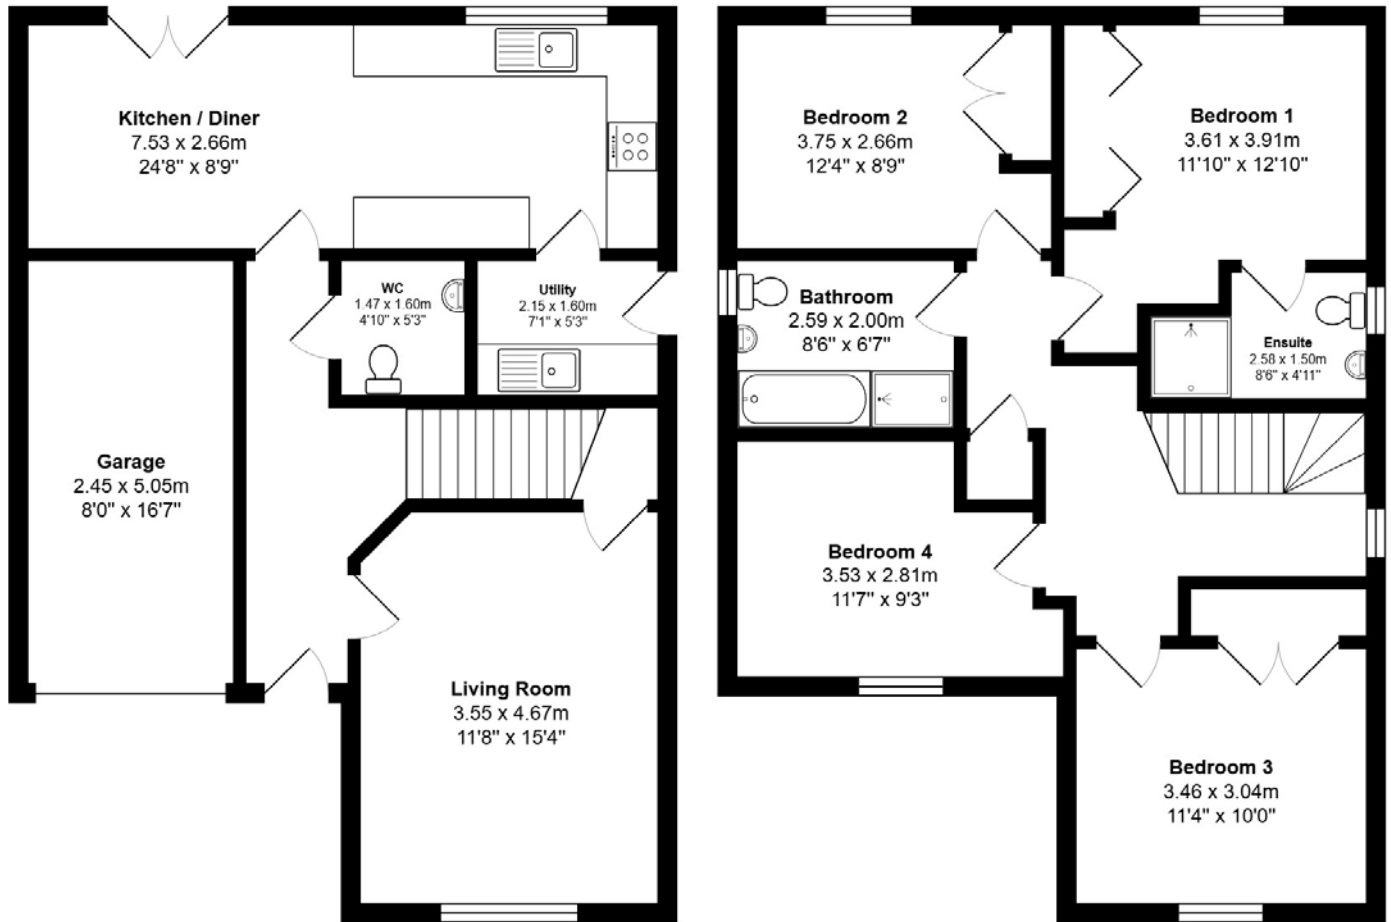 Kitchen / Diner
7.53 x 2.66m
24'8" x 8'9"
WC
1.47 x 1.60m
4'10" x 5'3"
Utility
2.15 x 1.60m
7'1" x 5'3"
Garage
2.45 x 5.05m
8'0" x 16'7"
Living Room
3.55 x 4.67m
11'8" x 15'4"
Bedroom 2
3.75 x 2.66m
12'4" x 8'9"
Bedroom 1
3.61 x 3.91m
11'10" x 12'10"
Bathroom
2.59 x 2.00m
8'6" x 6'7"
Ensuite
2.58 x 1.50m
8'6" x 4'11"
Bedroom 4
3.53 x 2.81m
11'7" x 9'3"
Bedroom 3
3.46 x 3.04m
11'4" x 10'0"